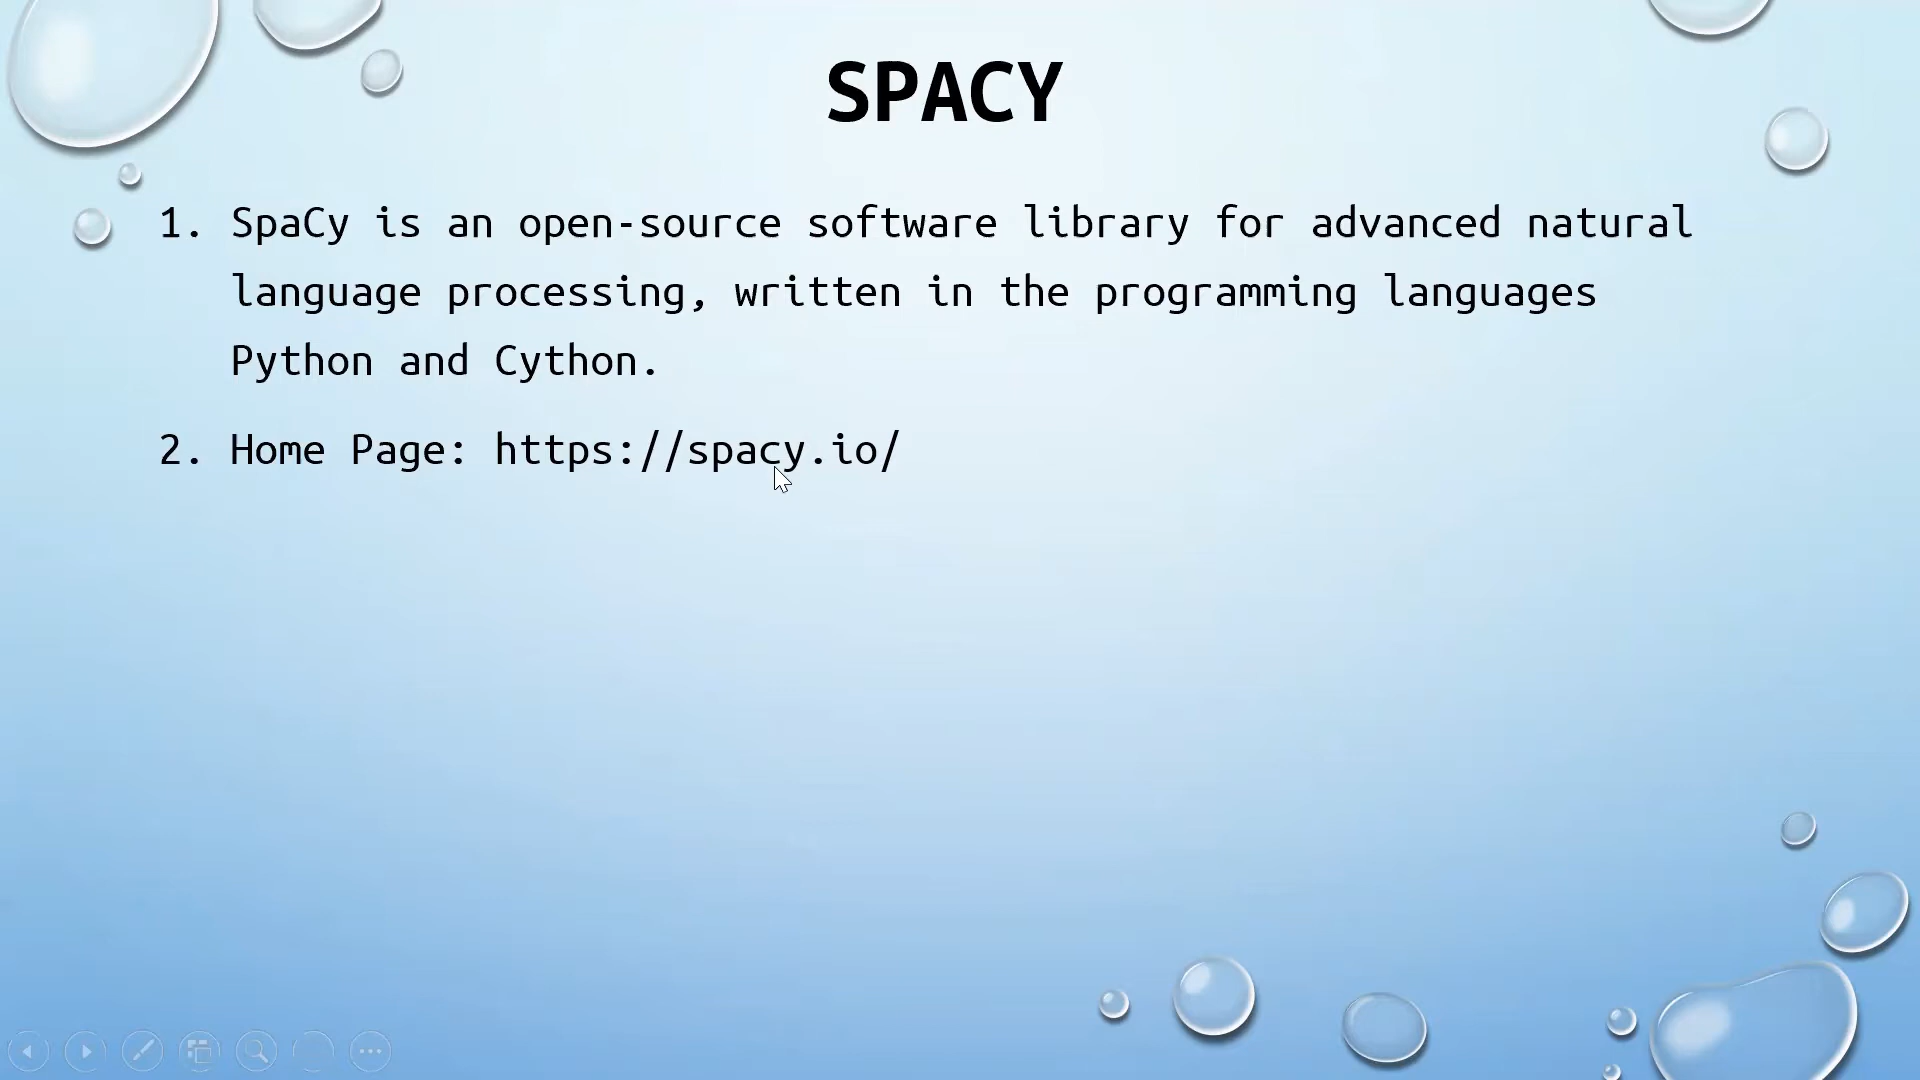 SPACY
1. SpaCy is an open-source software library for advanced natural
language processing, written in the programming languages
Python and Cython.
2. Home Page: https://spacy.io/